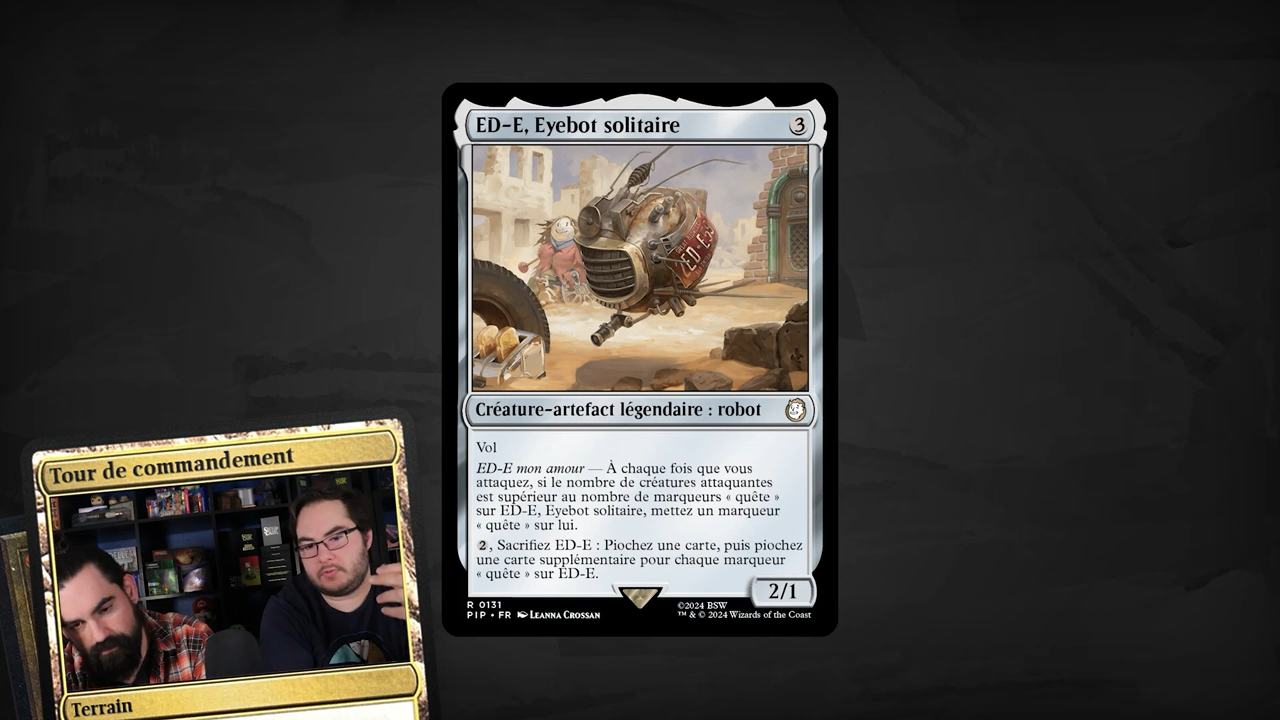 ED-E, Eyebot solitaire
3
ED-E
Créature-artefact légendaire : robot
Vol
ED-E mon amour — À chaque fois que vous
attaquez, si le nombre de créatures attaquantes
est supérieur au nombre de marqueurs « quête »
sur ED-E, Eyebot solitaire, mettez un marqueur
« quête » sur lui.
2, Sacrifiez ED-E : Piochez une carte, puis piochez
une carte supplémentaire pour chaque marqueur
« quête » sur ED-E.
2/1
R 0131
PIP • FR LEANNA CROSSAN
©2024 BSW
™ & © 2024 Wizards of the Coast
Tour de commandement
Terrain